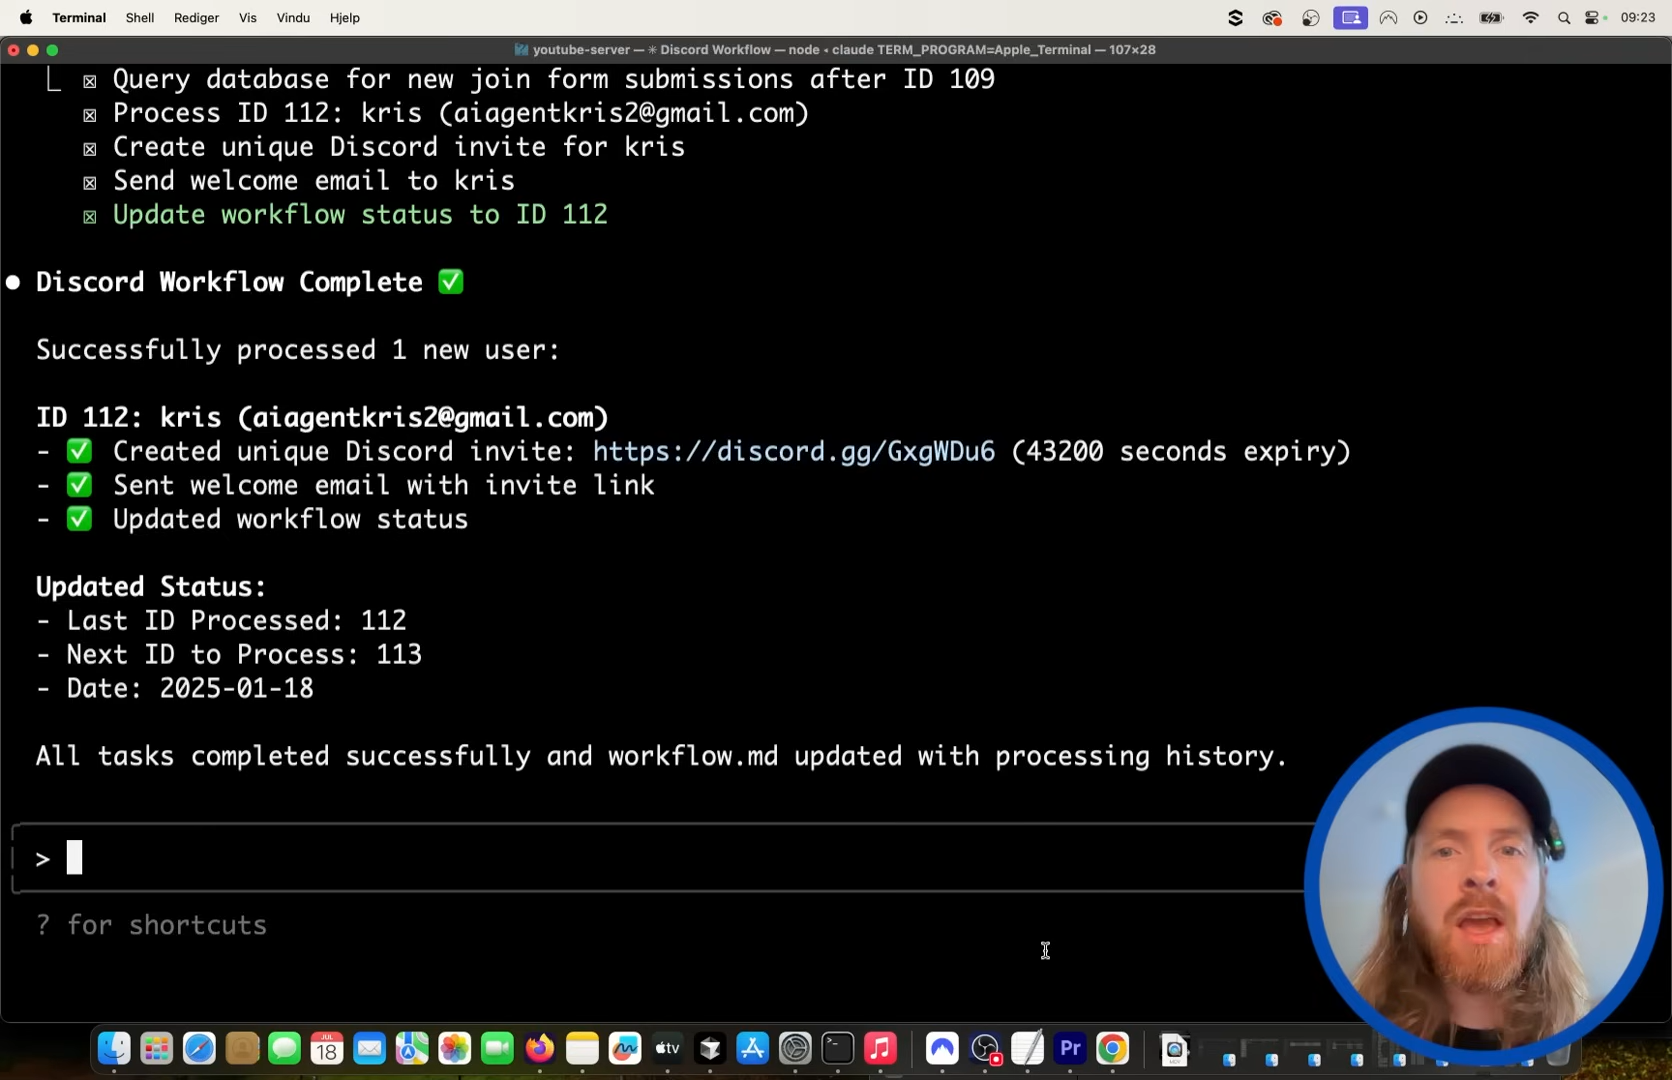 Terminal Shell Rediger Vis Vindu Hjelp 09:23
youtube-server — ✳ Discord Workflow — node ◂ claude TERM_PROGRAM=Apple_Terminal — 107×28
☒ Query database for new join form submissions after ID 109
☒ Process ID 112: kris (aiagentkris2@gmail.com)
☒ Create unique Discord invite for kris
☒ Send welcome email to kris
☒ Update workflow status to ID 112
● Discord Workflow Complete ✅
Successfully processed 1 new user:
ID 112: kris (aiagentkris2@gmail.com)
- ✅ Created unique Discord invite: https://discord.gg/GxgWDu6 (43200 seconds expiry)
- ✅ Sent welcome email with invite link
- ✅ Updated workflow status
Updated Status:
- Last ID Processed: 112
- Next ID to Process: 113
- Date: 2025-01-18
All tasks completed successfully and workflow.md updated with processing history.
>
? for shortcuts
JUL
18
tv
Pr